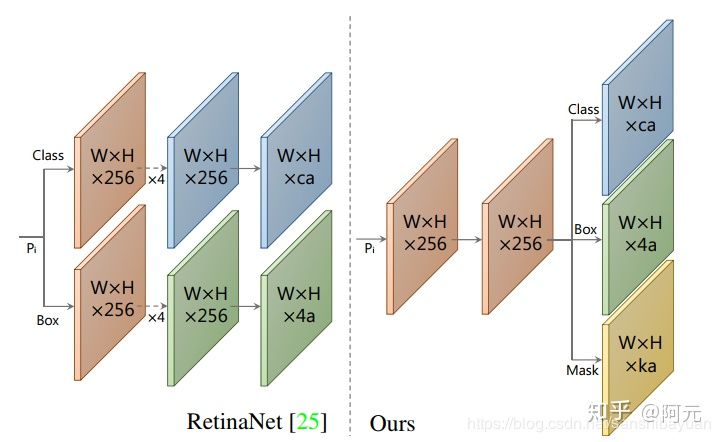 Class
W×H
×256
×4
W×H
×256
W×H
×ca
Pᵢ
Box
W×H
×256
×4
W×H
×256
W×H
×4a
RetinaNet [25]
Pᵢ
W×H
×256
W×H
×256
Class
W×H
×ca
Box
W×H
×4a
Mask
W×H
×ka
Ours
知乎 @阿元
https://blog.csdn.net/sanshibayuan